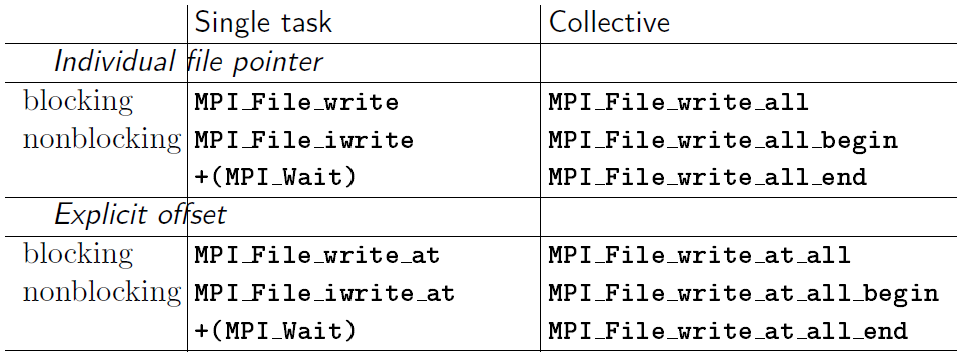 Single task Collective
Individual file pointer
blocking MPI_File_write MPI_File_write_all
nonblocking MPI_File_iwrite MPI_File_write_all_begin
+(MPI_Wait) MPI_File_write_all_end
Explicit offset
blocking MPI_File_write_at MPI_File_write_at_all
nonblocking MPI_File_iwrite_at MPI_File_write_at_all_begin
+(MPI_Wait) MPI_File_write_at_all_end